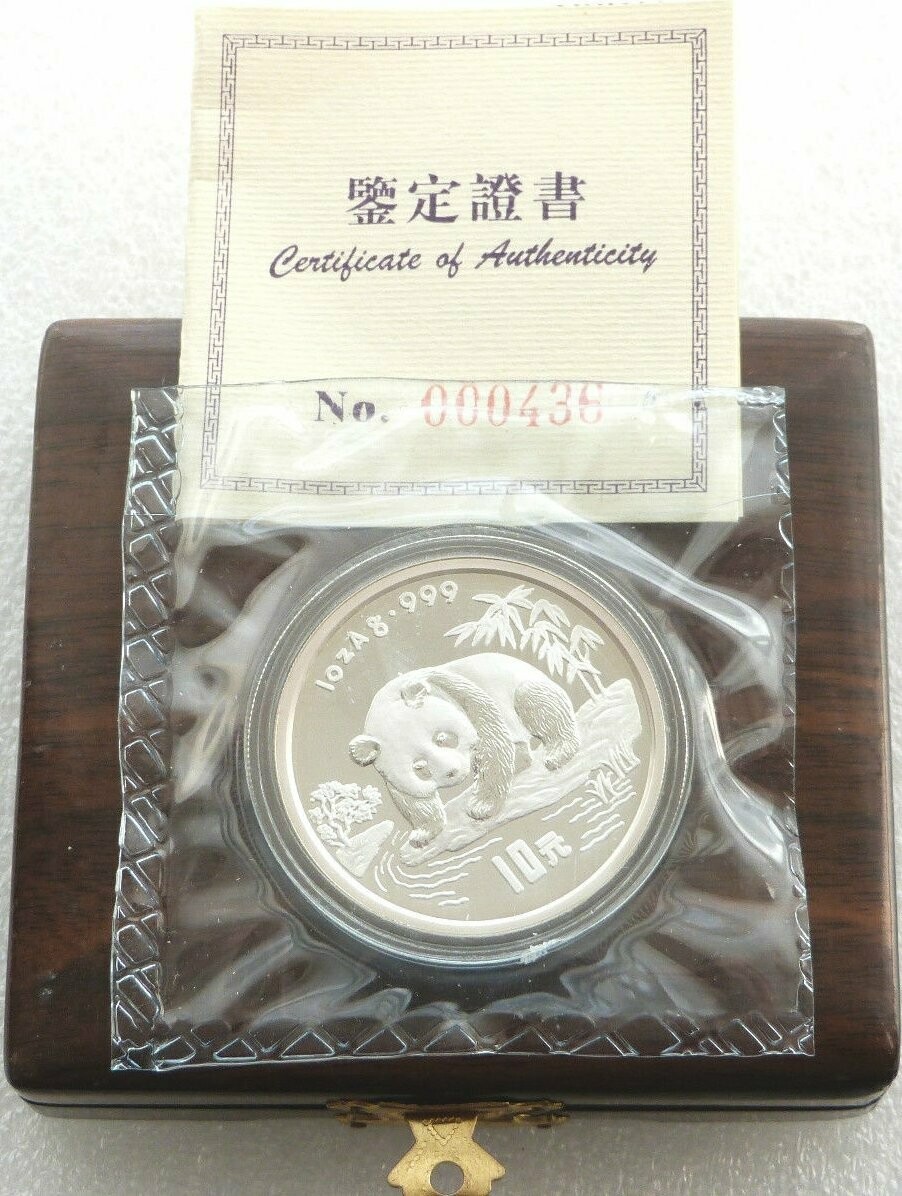 鑒定證書
Certificate of Authenticity
No. 000436
1ozAg·999
10元